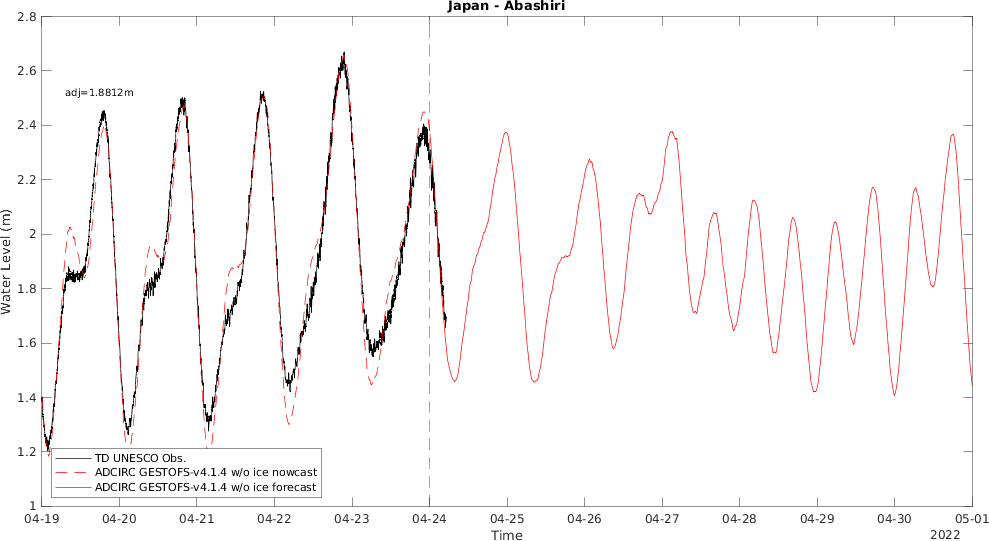 Japan - Abashiri
2.8
2.6
2.4
2.2
2
1.8
1.6
1.4
1.2
1
Water Level (m)
adj=1.8812m
TD UNESCO Obs.
ADCIRC GESTOFS-v4.1.4 w/o ice nowcast
ADCIRC GESTOFS-v4.1.4 w/o ice forecast
04-19 04-20 04-21 04-22 04-23 04-24 04-25 04-26 04-27 04-28 04-29 04-30 05-01
Time
2022